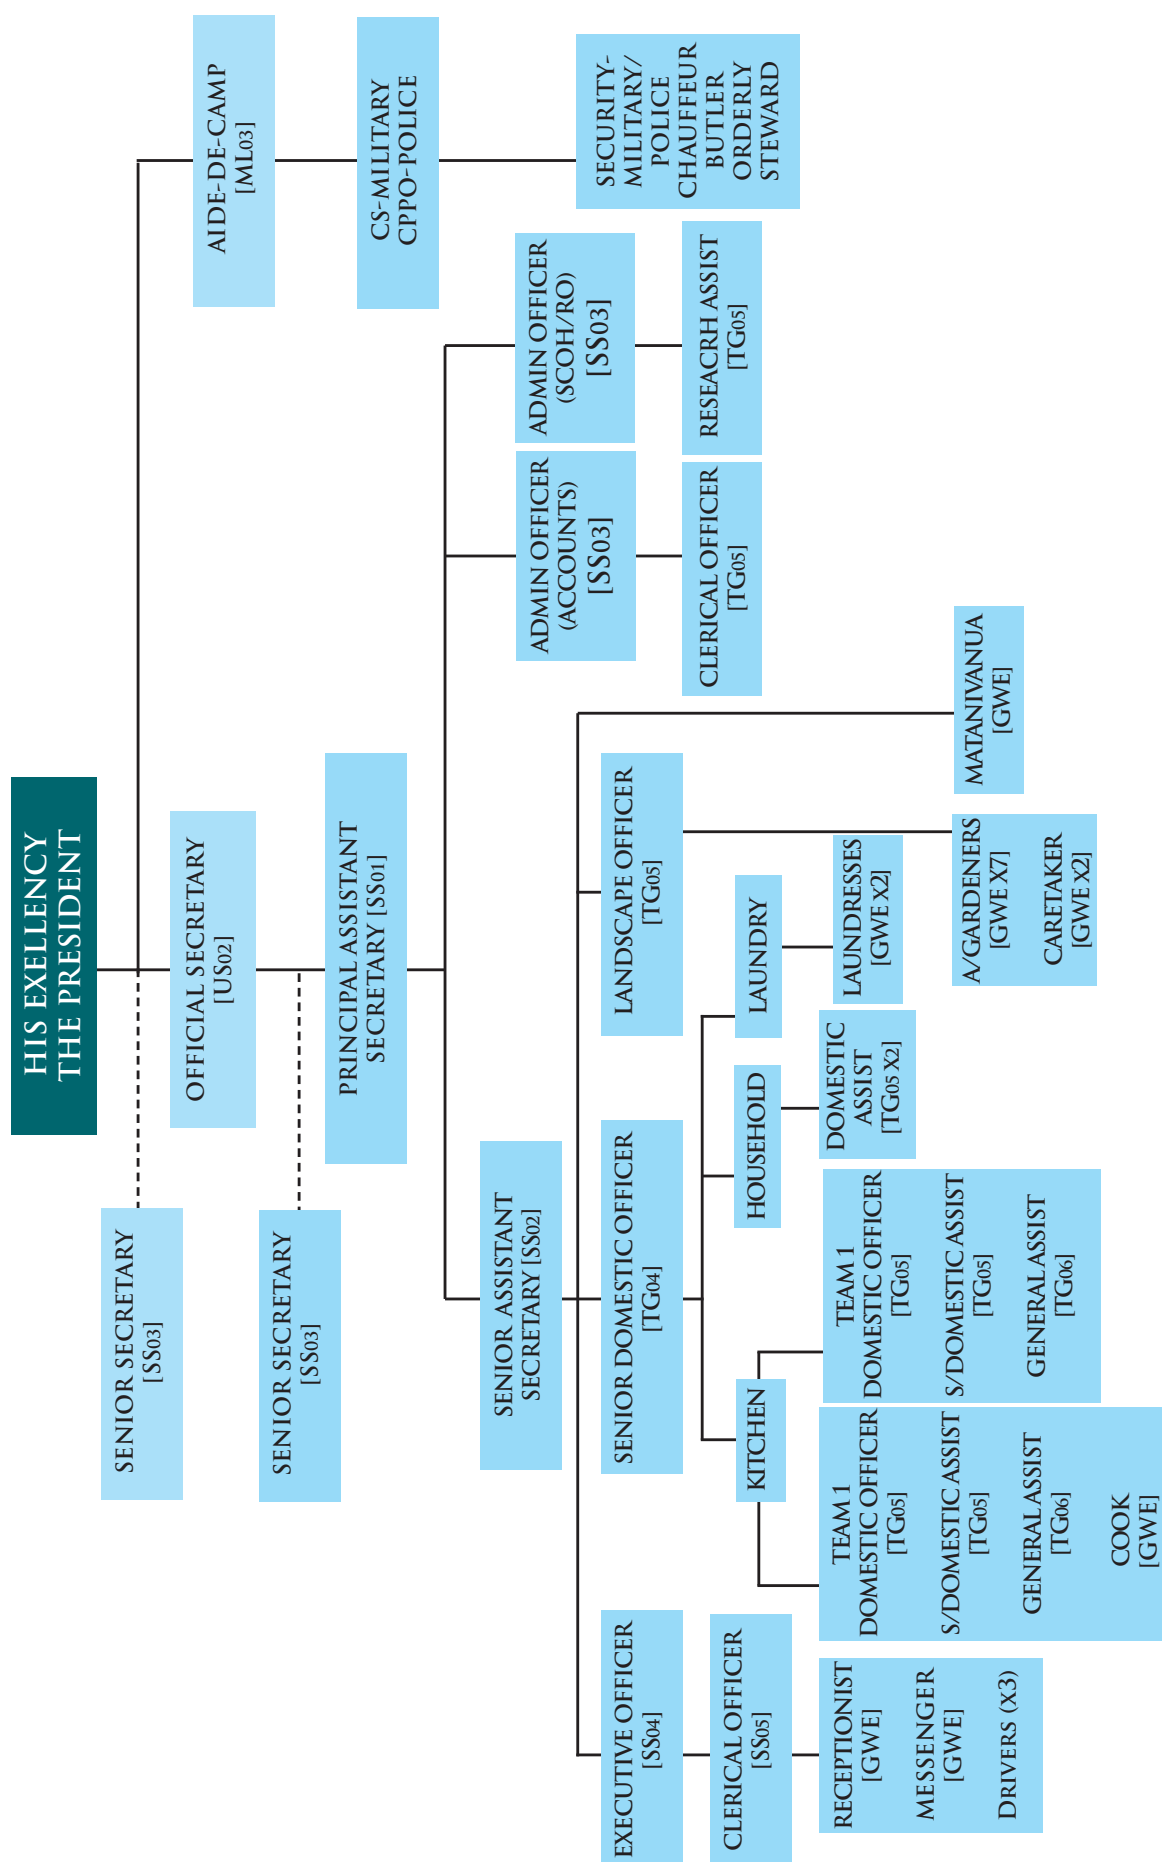 HIS EXELLENCY
THE PRESIDENT
SENIOR SECRETARY
[SS03]
OFFICIAL SECRETARY
[US02]
AIDE-DE-CAMP
[ML03]
SENIOR SECRETARY
[SS03]
PRINCIPAL ASSISTANT
SECRETARY [SS01]
CS-MILITARY
CPPO-POLICE
SENIOR ASSISTANT
SECRETARY [SS02]
ADMIN OFFICER
(ACCOUNTS)
[SS03]
ADMIN OFFICER
(SCOH/RO)
[SS03]
SECURITY-
MILITARY/
POLICE
CHAUFFEUR
BUTLER
ORDERLY
STEWARD
EXECUTIVE OFFICER
[SS04]
SENIOR DOMESTIC OFFICER
[TG04]
LANDSCAPE OFFICER
[TG05]
CLERICAL OFFICER
[TG05]
RESEACRH ASSIST
[TG05]
CLERICAL OFFICER
[SS05]
KITCHEN
HOUSEHOLD
LAUNDRY
RECEPTIONIST
[GWE]
MESSENGER
[GWE]
DRIVERS (X3)
TEAM 1
DOMESTIC OFFICER
[TG05]
S/DOMESTIC ASSIST
[TG05]
GENERAL ASSIST
[TG06]
COOK
[GWE]
TEAM 1
DOMESTIC OFFICER
[TG05]
S/DOMESTIC ASSIST
[TG05]
GENERAL ASSIST
[TG06]
DOMESTIC
ASSIST
[TG05 X2]
LAUNDRESSES
[GWE X2]
A/GARDENERS
[GWE X7]
CARETAKER
[GWE X2]
MATANIVANUA
[GWE]